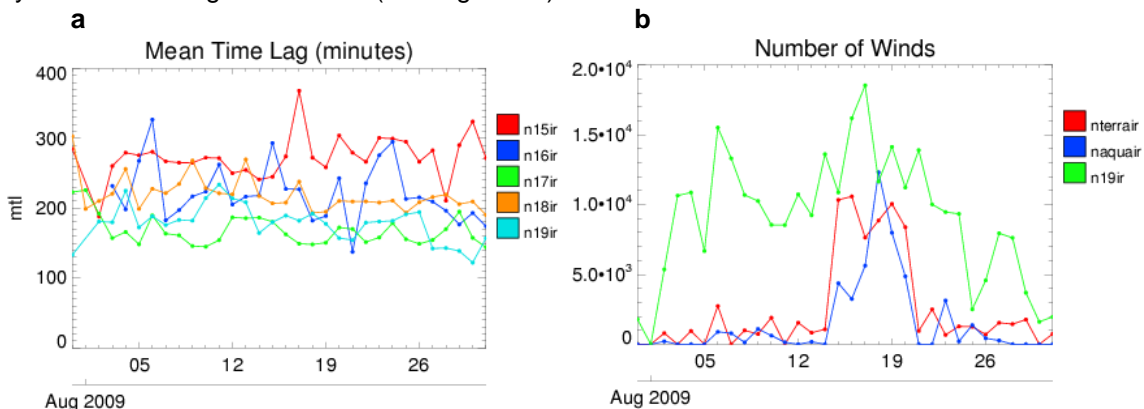 a
b
Mean Time Lag (minutes)
Number of Winds
400
300
200
100
0
mtl
05
12
19
26
Aug 2009
n15ir
n16ir
n17ir
n18ir
n19ir
2.0•10⁴
1.5•10⁴
1.0•10⁴
5.0•10³
0
05
12
19
26
Aug 2009
nterrair
naquair
n19ir